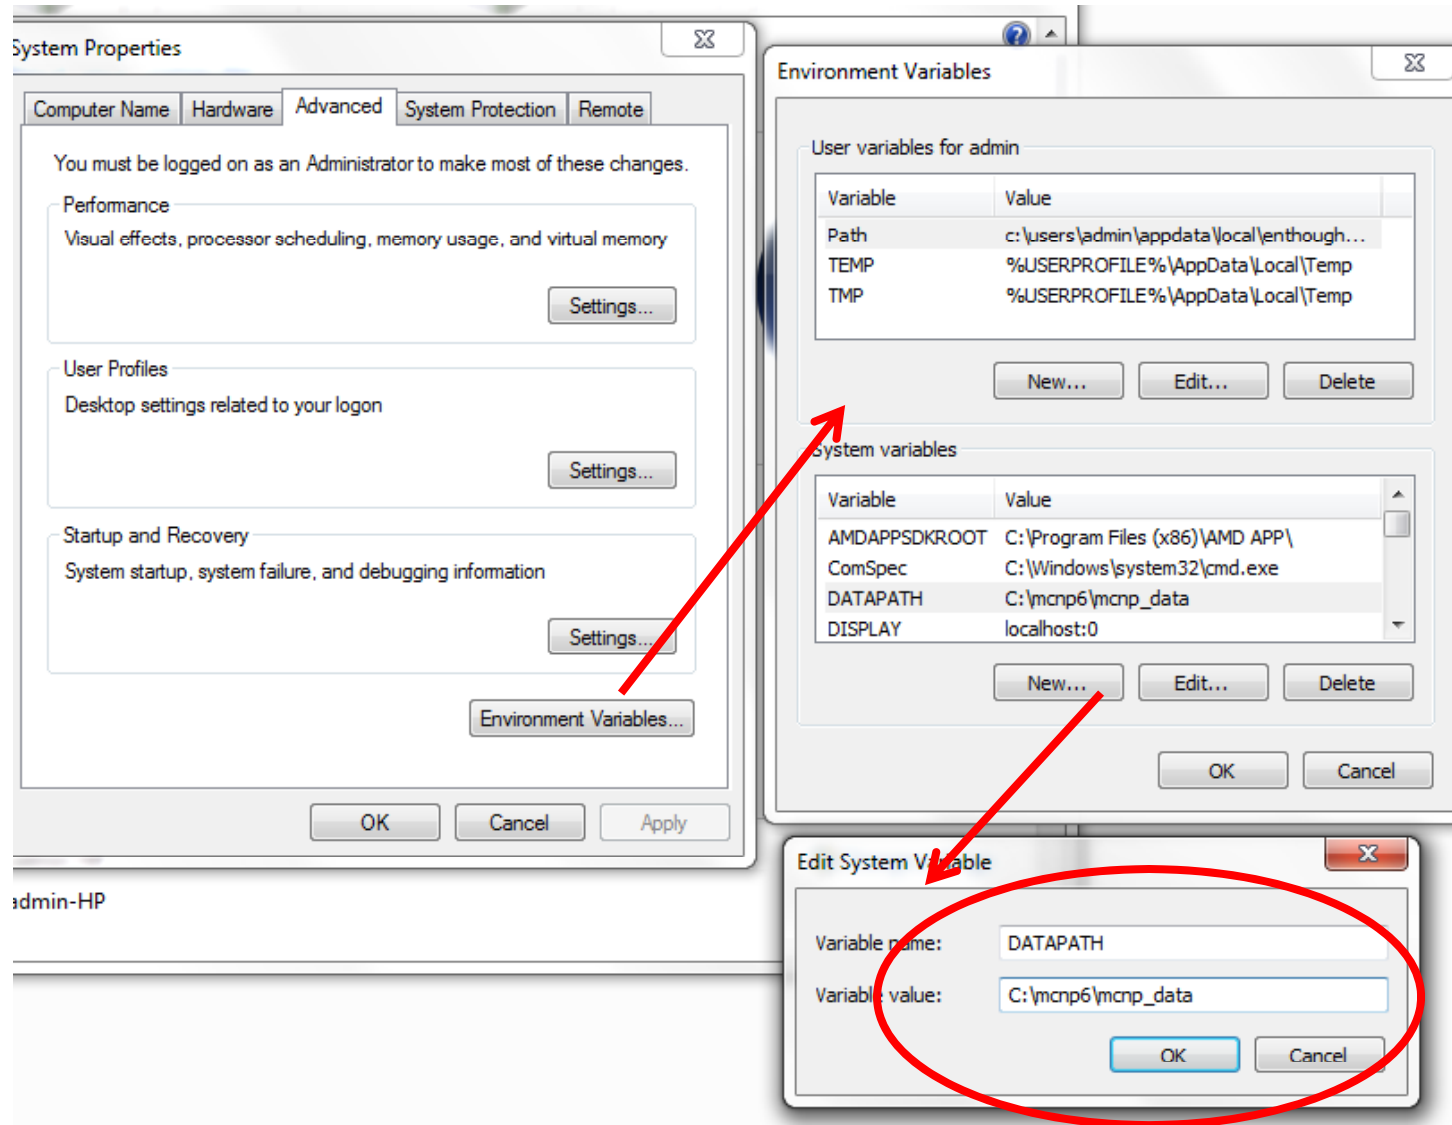 System Properties
Computer Name Hardware Advanced System Protection Remote
You must be logged on as an Administrator to make most of these changes.
Performance
Visual effects, processor scheduling, memory usage, and virtual memory
Settings...
User Profiles
Desktop settings related to your logon
Settings...
Startup and Recovery
System startup, system failure, and debugging information
Settings...
Environment Variables...
OK Cancel Apply
admin-HP
Environment Variables
User variables for admin
Variable Value
Path c:\users\admin\appdata\local\enthough...
TEMP %USERPROFILE%\AppData\Local\Temp
TMP %USERPROFILE%\AppData\Local\Temp
New... Edit... Delete
System variables
Variable Value
AMDAPPSDKROOT C:\Program Files (x86)\AMD APP\
ComSpec C:\Windows\system32\cmd.exe
DATAPATH C:\mcnp6\mcnp_data
DISPLAY localhost:0
New... Edit... Delete
OK Cancel
Edit System Variable
Variable name: DATAPATH
Variable value: C:\mcnp6\mcnp_data
OK Cancel